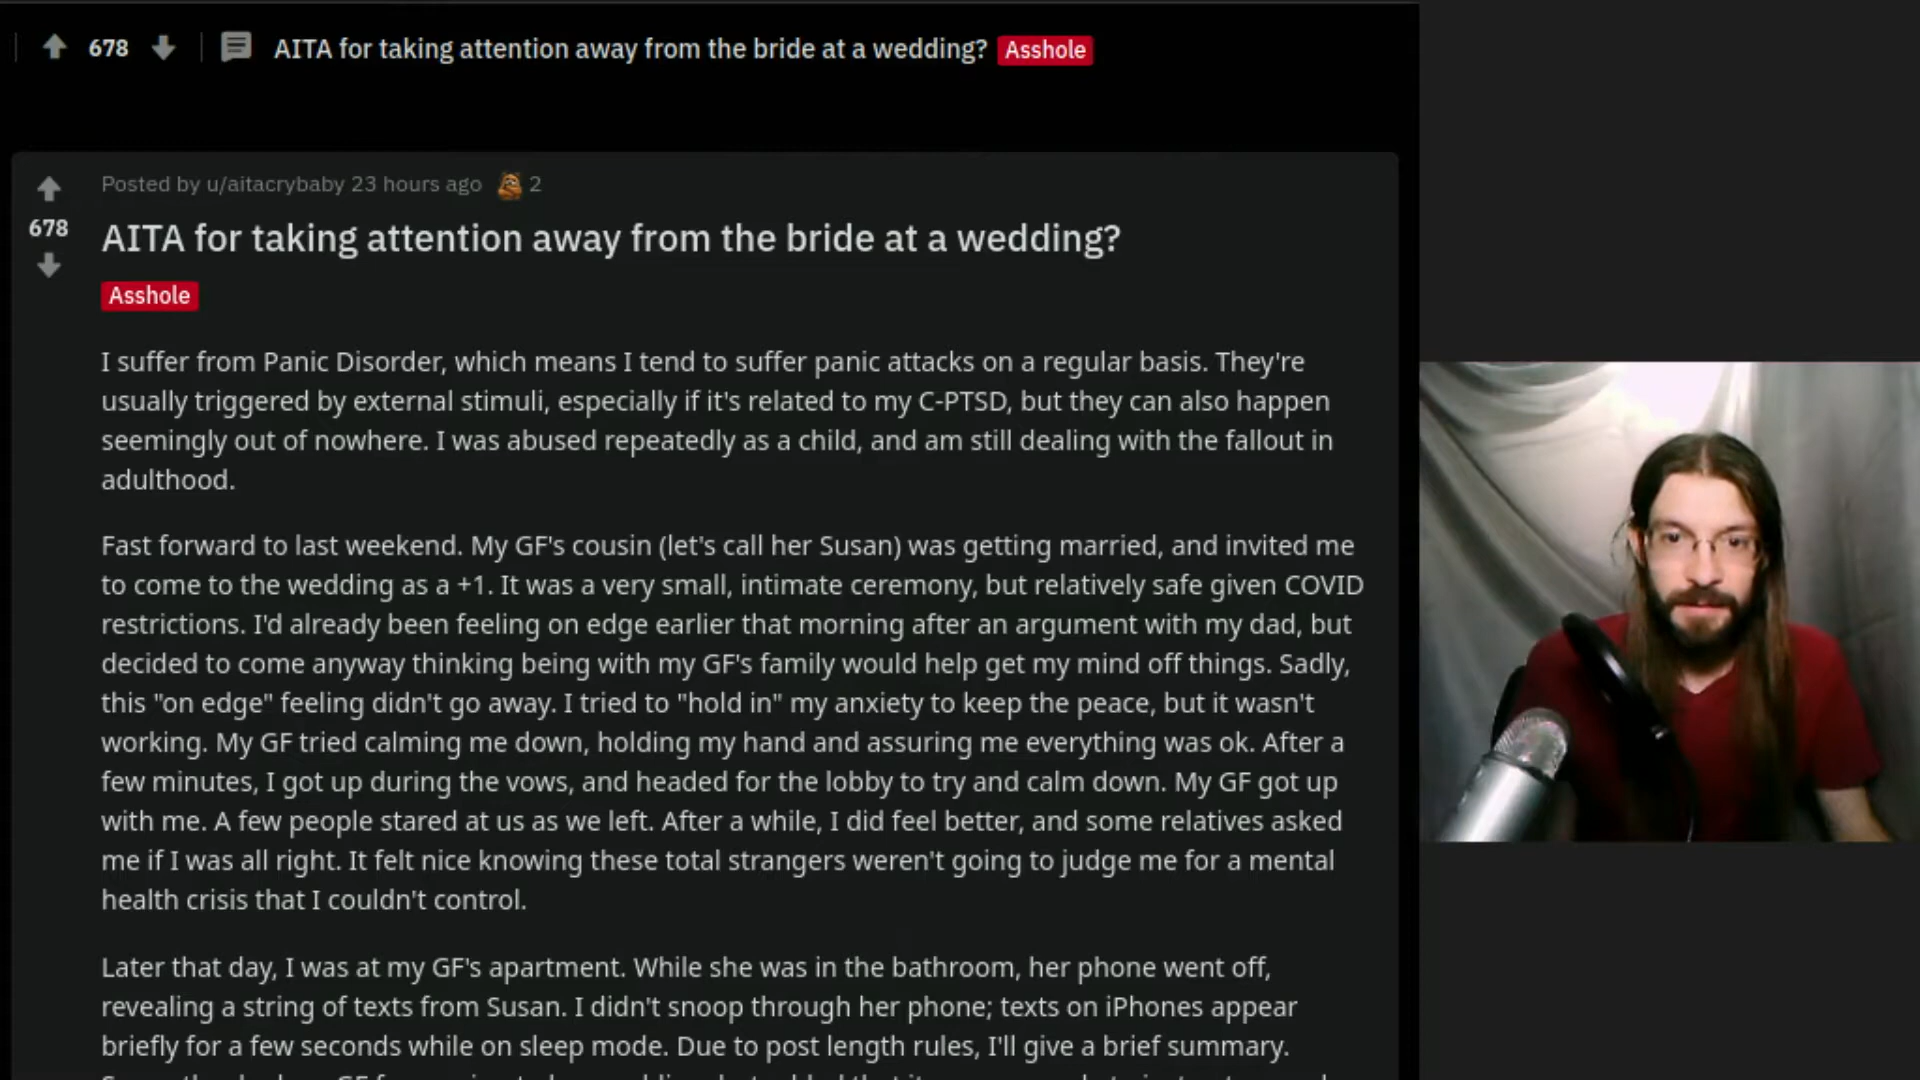 678 AITA for taking attention away from the bride at a wedding? Asshole
Posted by u/aitacrybaby 23 hours ago 2
678
AITA for taking attention away from the bride at a wedding?
Asshole
I suffer from Panic Disorder, which means I tend to suffer panic attacks on a regular basis. They're
usually triggered by external stimuli, especially if it's related to my C-PTSD, but they can also happen
seemingly out of nowhere. I was abused repeatedly as a child, and am still dealing with the fallout in
adulthood.
Fast forward to last weekend. My GF's cousin (let's call her Susan) was getting married, and invited me
to come to the wedding as a +1. It was a very small, intimate ceremony, but relatively safe given COVID
restrictions. I'd already been feeling on edge earlier that morning after an argument with my dad, but
decided to come anyway thinking being with my GF's family would help get my mind off things. Sadly,
this "on edge" feeling didn't go away. I tried to "hold in" my anxiety to keep the peace, but it wasn't
working. My GF tried calming me down, holding my hand and assuring me everything was ok. After a
few minutes, I got up during the vows, and headed for the lobby to try and calm down. My GF got up
with me. A few people stared at us as we left. After a while, I did feel better, and some relatives asked
me if I was all right. It felt nice knowing these total strangers weren't going to judge me for a mental
health crisis that I couldn't control.
Later that day, I was at my GF's apartment. While she was in the bathroom, her phone went off,
revealing a string of texts from Susan. I didn't snoop through her phone; texts on iPhones appear
briefly for a few seconds while on sleep mode. Due to post length rules, I'll give a brief summary.